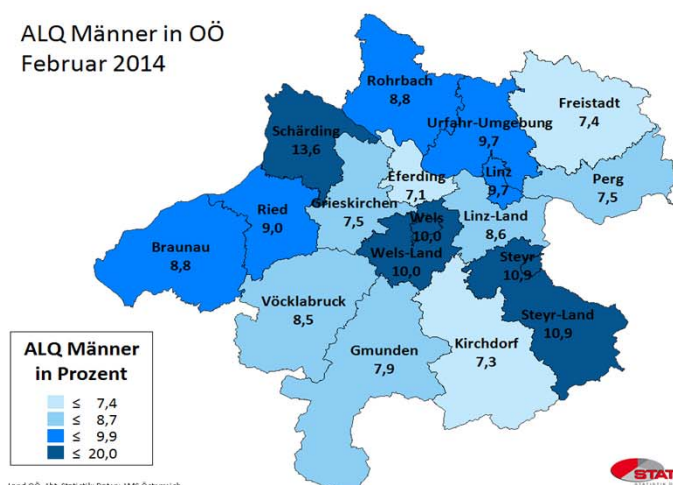 ALQ Männer in OÖ
Februar 2014
Rohrbach
8,8
Freistadt
7,4
Urfahr-Umgebung
9,7
Schärding
13,6
Linz
9,7
Eferding
7,1
Perg
7,5
Grieskirchen
7,5
Ried
9,0
Wels
10,0
Linz-Land
8,6
Braunau
8,8
Wels-Land
10,0
Steyr
10,9
Vöcklabruck
8,5
Steyr-Land
10,9
Gmunden
7,9
Kirchdorf
7,3
ALQ Männer
in Prozent
≤ 7,4
≤ 8,7
≤ 9,9
≤ 20,0
STAT